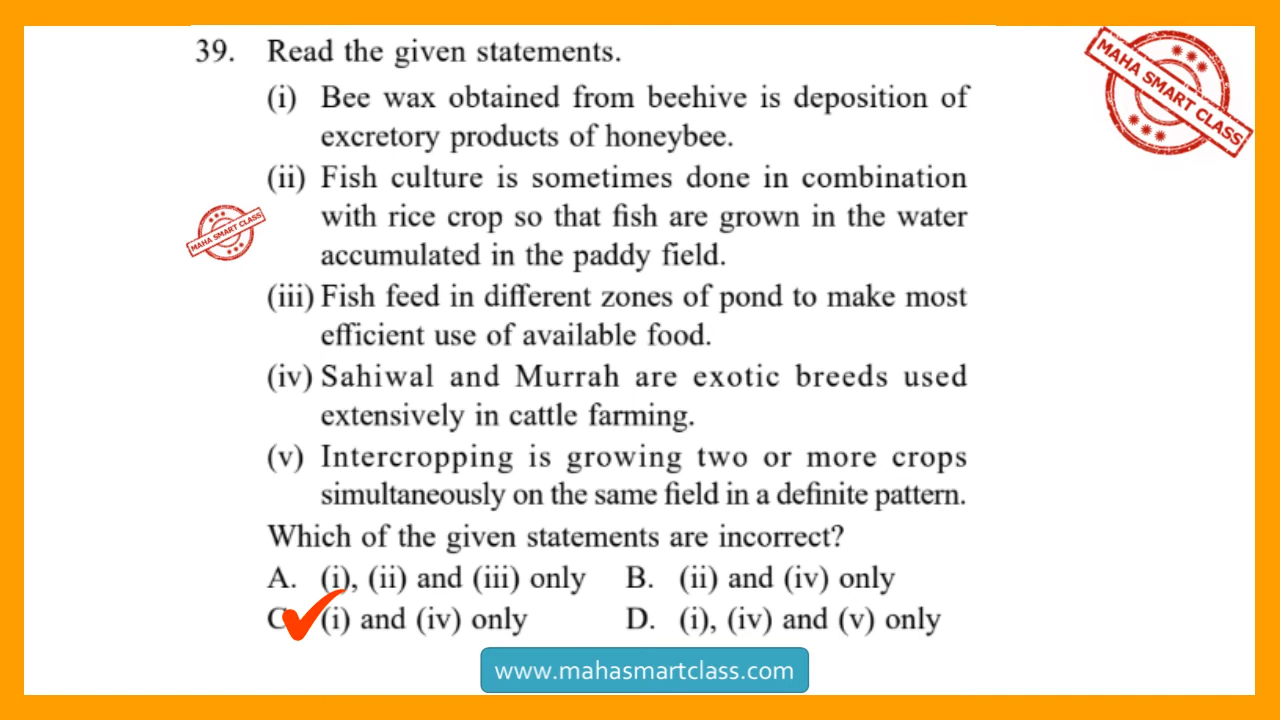 39. Read the given statements.
MAHA SMART CLASS
(i) Bee wax obtained from beehive is deposition of
excretory products of honeybee.
(ii) Fish culture is sometimes done in combination
with rice crop so that fish are grown in the water
MAHA SMART CLASS
accumulated in the paddy field.
(iii) Fish feed in different zones of pond to make most
efficient use of available food.
(iv) Sahiwal and Murrah are exotic breeds used
extensively in cattle farming.
(v) Intercropping is growing two or more crops
simultaneously on the same field in a definite pattern.
Which of the given statements are incorrect?
A. (i), (ii) and (iii) only B. (ii) and (iv) only
C (i) and (iv) only D. (i), (iv) and (v) only
www.mahasmartclass.com